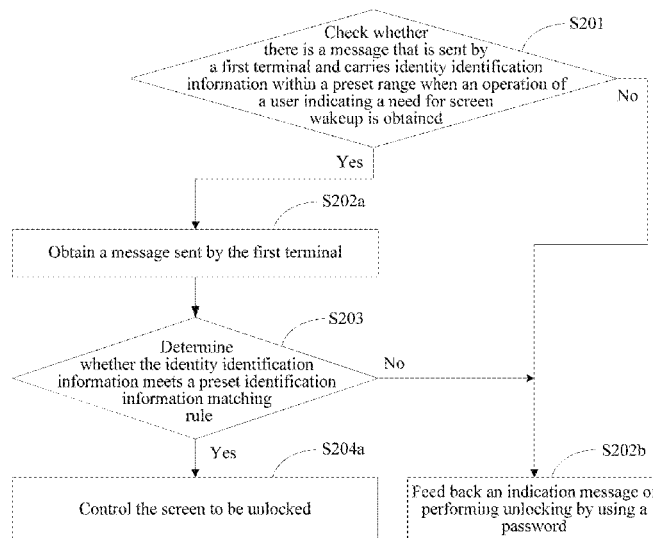 S201
Check whether
there is a message that is sent by
a first terminal and carries identity identification
information within a preset range when an operation of
a user indicating a need for screen
wakeup is obtained
No
Yes
S202a
Obtain a message sent by the first terminal
S203
Determine
whether the identity identification
information meets a preset identification
information matching
rule
No
Yes
S204a
S202b
Control the screen to be unlocked
Feed back an indication message of
performing unlocking by using a
password